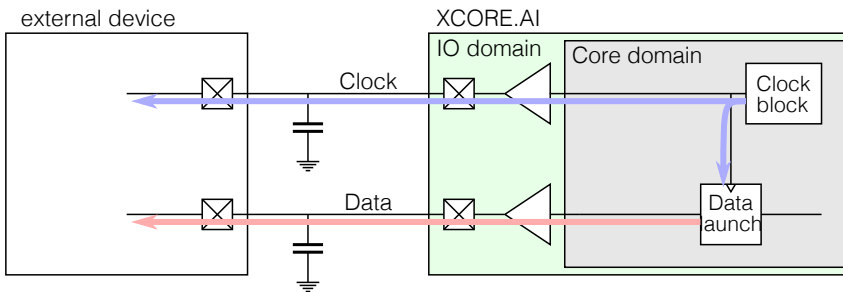 external device
XCORE.AI
IO domain
Core domain
Clock
Clock
block
Data
Data
launch